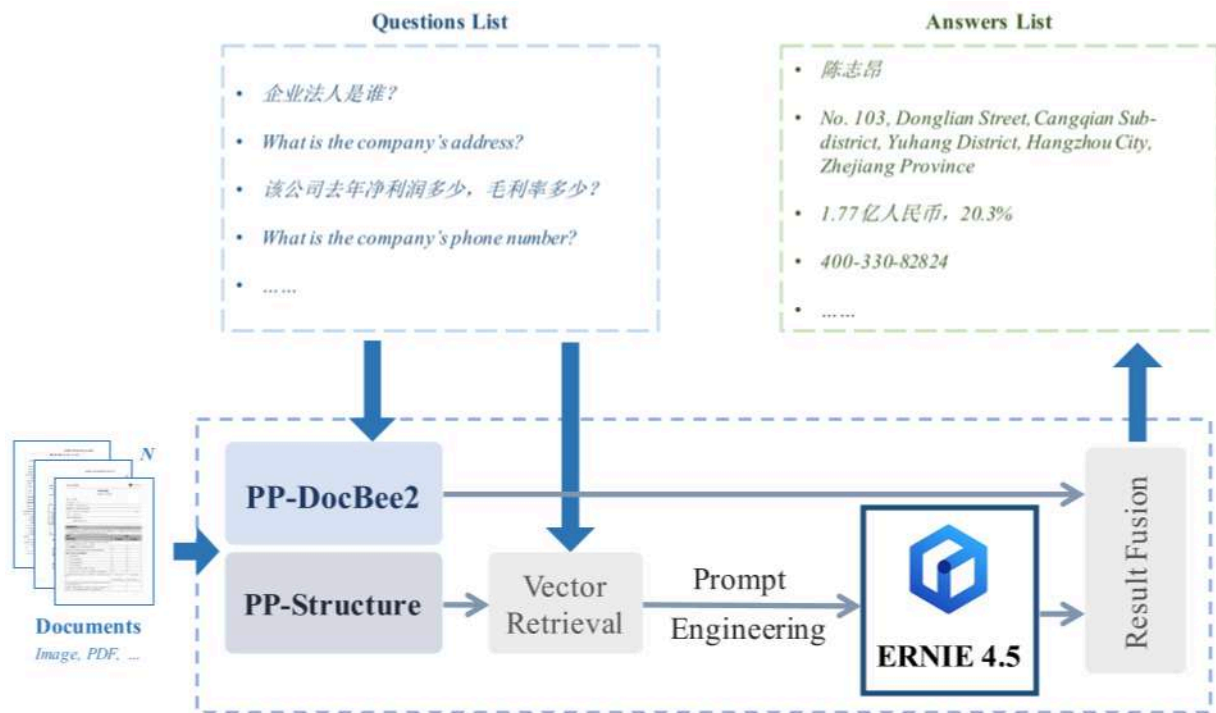 Questions List
• 企业法人是谁？
• What is the company's address?
• 该公司去年净利润多少，毛利率多少？
• What is the company's phone number?
• ……
Answers List
• 陈志昂
• No. 103, Donglian Street, Cangqian Sub-
district, Yuhang District, Hangzhou City,
Zhejiang Province
• 1.77亿人民币，20.3%
• 400-330-82824
• ……
N
Documents
Image, PDF, …
PP-DocBee2
PP-Structure
Vector
Retrieval
Prompt
Engineering
ERNIE 4.5
Result Fusion